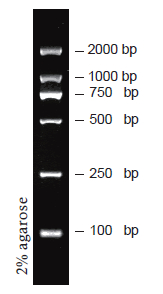 – 2000 bp
– 1000 bp
– 750 bp
– 500 bp
– 250 bp
– 100 bp
2% agarose